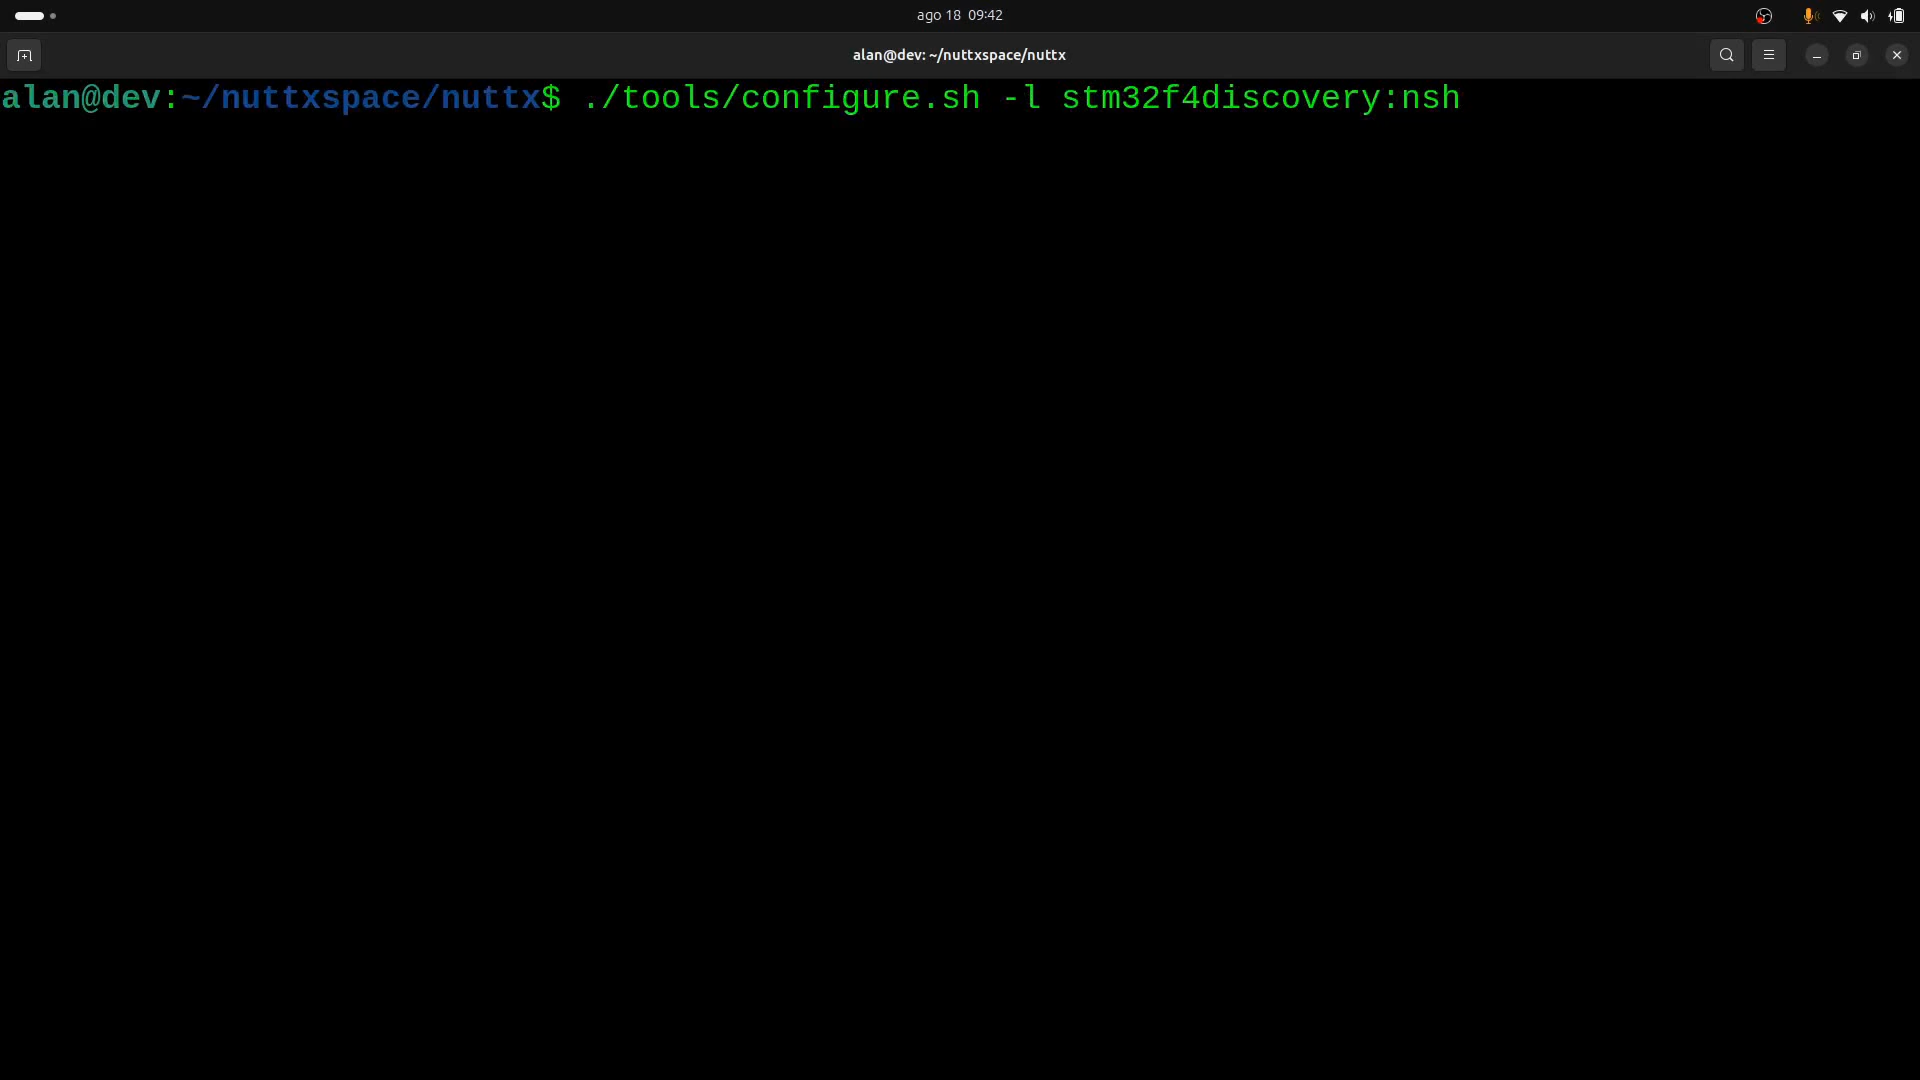 ago 18 09:42
alan@dev: ~/nuttxspace/nuttx
alan@dev:~/nuttxspace/nuttx$ ./tools/configure.sh -l stm32f4discovery:nsh